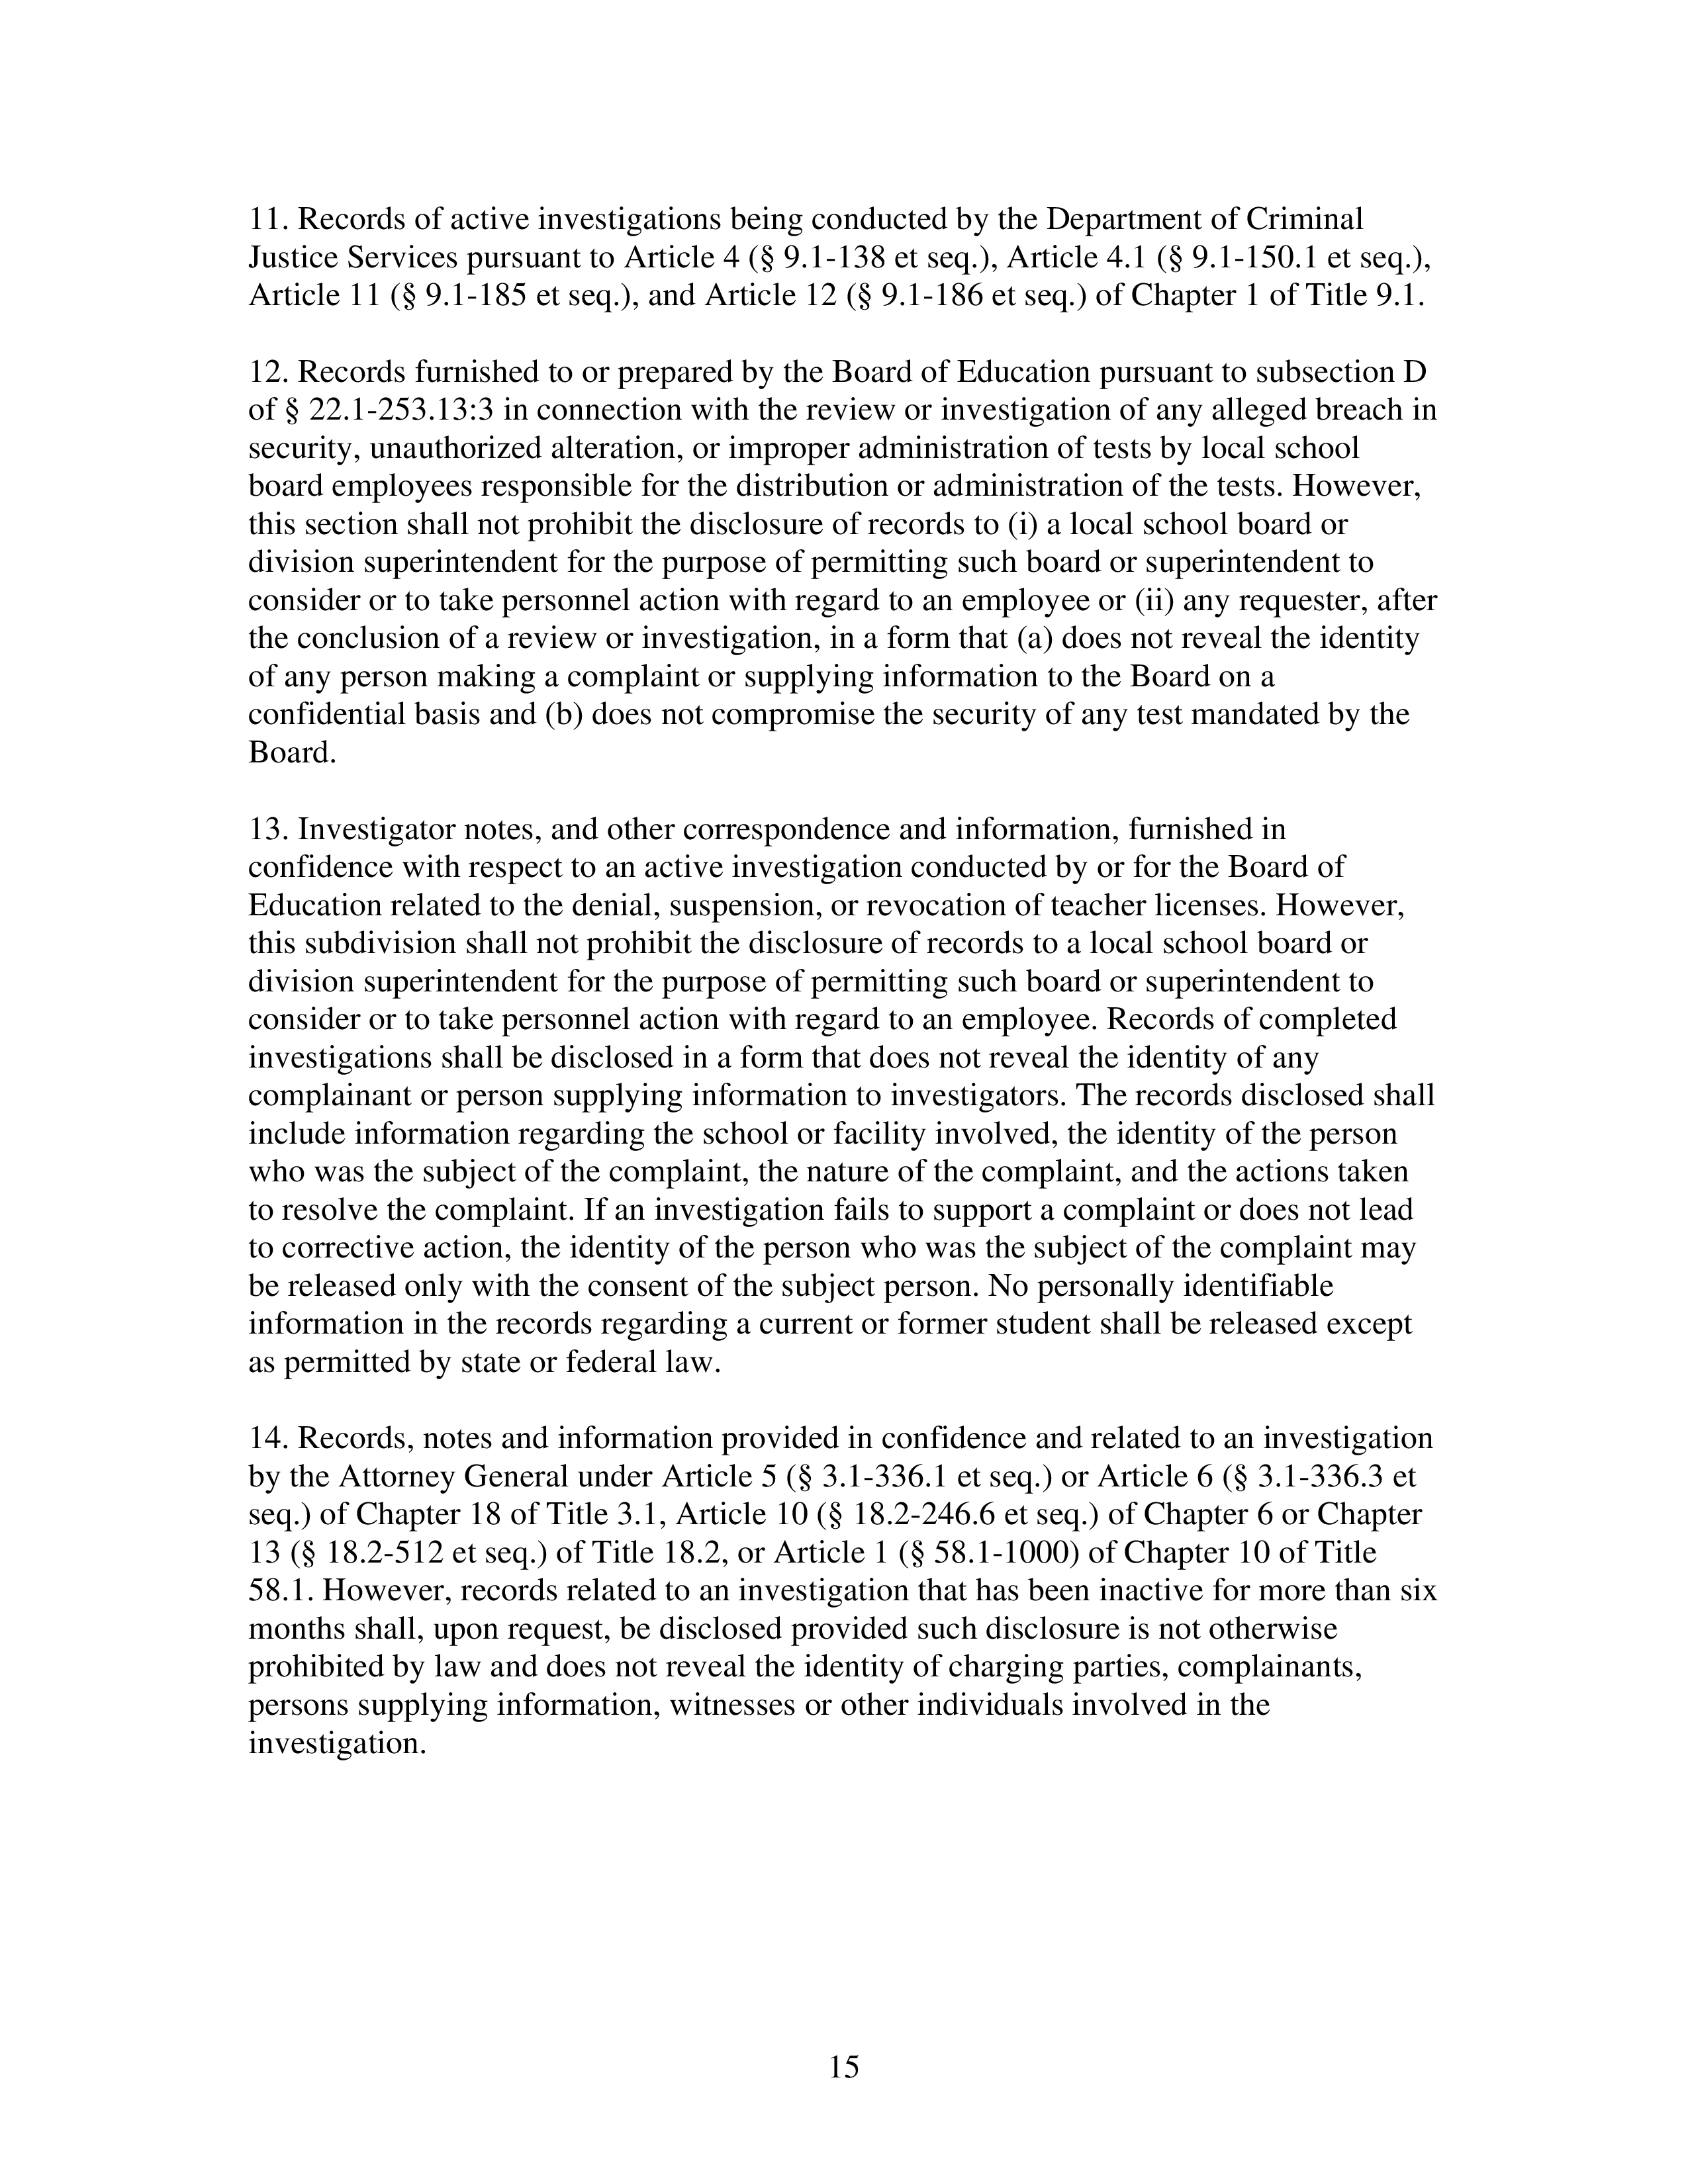 11. Records of active investigations being conducted by the Department of Criminal
Justice Services pursuant to Article 4 (§ 9.1-138 et seq.), Article 4.1 (§ 9.1-150.1 et seq.),
Article 11 (§ 9.1-185 et seq.), and Article 12 (§ 9.1-186 et seq.) of Chapter 1 of Title 9.1.
12. Records furnished to or prepared by the Board of Education pursuant to subsection D
of § 22.1-253.13:3 in connection with the review or investigation of any alleged breach in
security, unauthorized alteration, or improper administration of tests by local school
board employees responsible for the distribution or administration of the tests. However,
this section shall not prohibit the disclosure of records to (i) a local school board or
division superintendent for the purpose of permitting such board or superintendent to
consider or to take personnel action with regard to an employee or (ii) any requester, after
the conclusion of a review or investigation, in a form that (a) does not reveal the identity
of any person making a complaint or supplying information to the Board on a
confidential basis and (b) does not compromise the security of any test mandated by the
Board.
13. Investigator notes, and other correspondence and information, furnished in
confidence with respect to an active investigation conducted by or for the Board of
Education related to the denial, suspension, or revocation of teacher licenses. However,
this subdivision shall not prohibit the disclosure of records to a local school board or
division superintendent for the purpose of permitting such board or superintendent to
consider or to take personnel action with regard to an employee. Records of completed
investigations shall be disclosed in a form that does not reveal the identity of any
complainant or person supplying information to investigators. The records disclosed shall
include information regarding the school or facility involved, the identity of the person
who was the subject of the complaint, the nature of the complaint, and the actions taken
to resolve the complaint. If an investigation fails to support a complaint or does not lead
to corrective action, the identity of the person who was the subject of the complaint may
be released only with the consent of the subject person. No personally identifiable
information in the records regarding a current or former student shall be released except
as permitted by state or federal law.
14. Records, notes and information provided in confidence and related to an investigation
by the Attorney General under Article 5 (§ 3.1-336.1 et seq.) or Article 6 (§ 3.1-336.3 et
seq.) of Chapter 18 of Title 3.1, Article 10 (§ 18.2-246.6 et seq.) of Chapter 6 or Chapter
13 (§ 18.2-512 et seq.) of Title 18.2, or Article 1 (§ 58.1-1000) of Chapter 10 of Title
58.1. However, records related to an investigation that has been inactive for more than six
months shall, upon request, be disclosed provided such disclosure is not otherwise
prohibited by law and does not reveal the identity of charging parties, complainants,
persons supplying information, witnesses or other individuals involved in the
investigation.
15